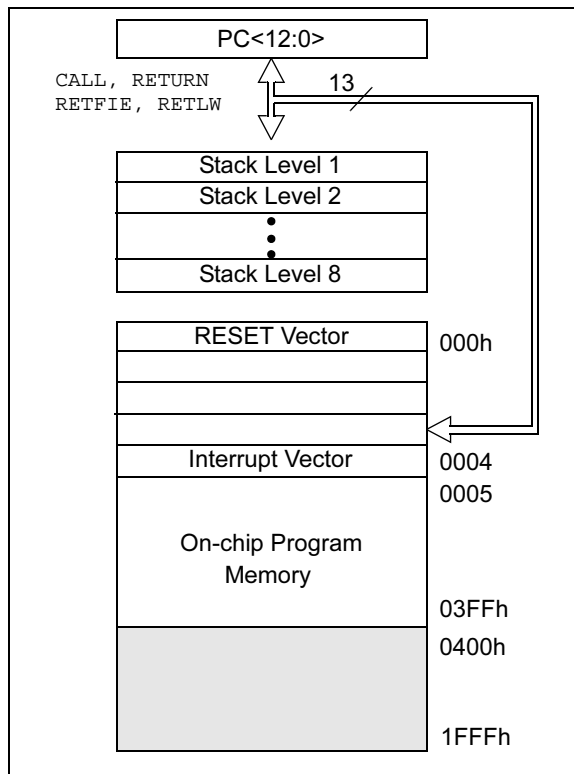 PC<12:0>
CALL, RETURN
RETFIE, RETLW
13
Stack Level 1
Stack Level 2
Stack Level 8
RESET Vector
000h
Interrupt Vector
0004
0005
On-chip Program
Memory
03FFh
0400h
1FFFh